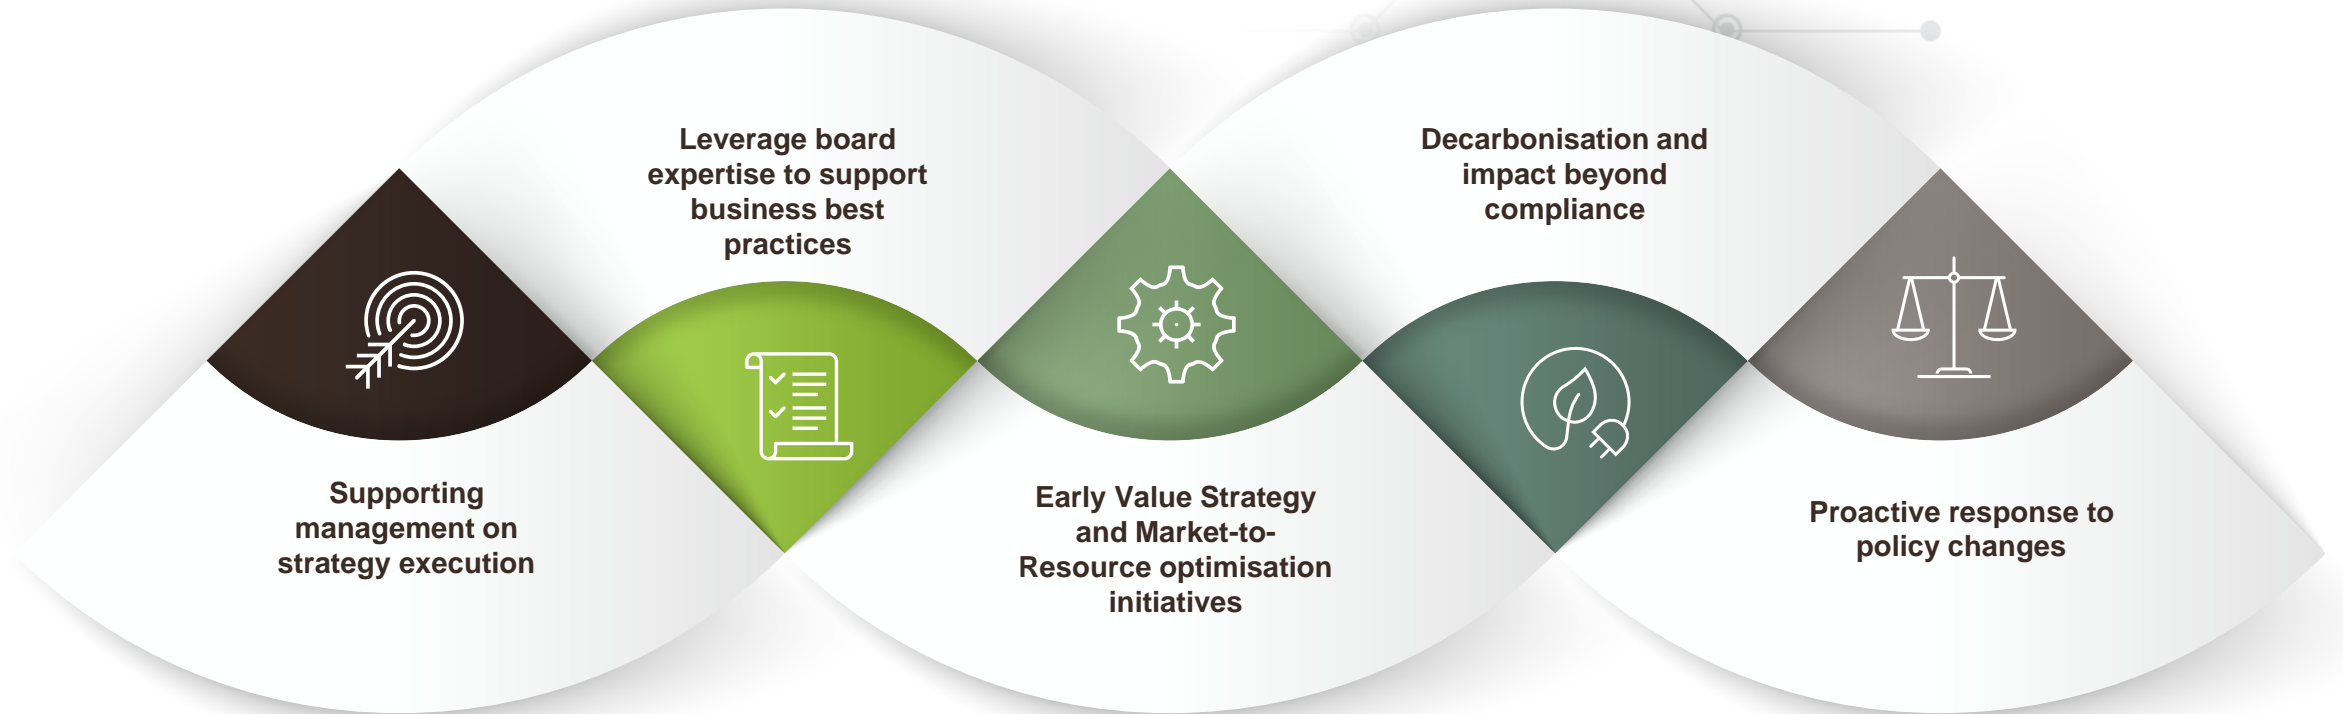 Supporting
management on
strategy execution
Leverage board
expertise to support
business best
practices
Early Value Strategy
and Market-to-
Resource optimisation
initiatives
Decarbonisation and
impact beyond
compliance
Proactive response to
policy changes